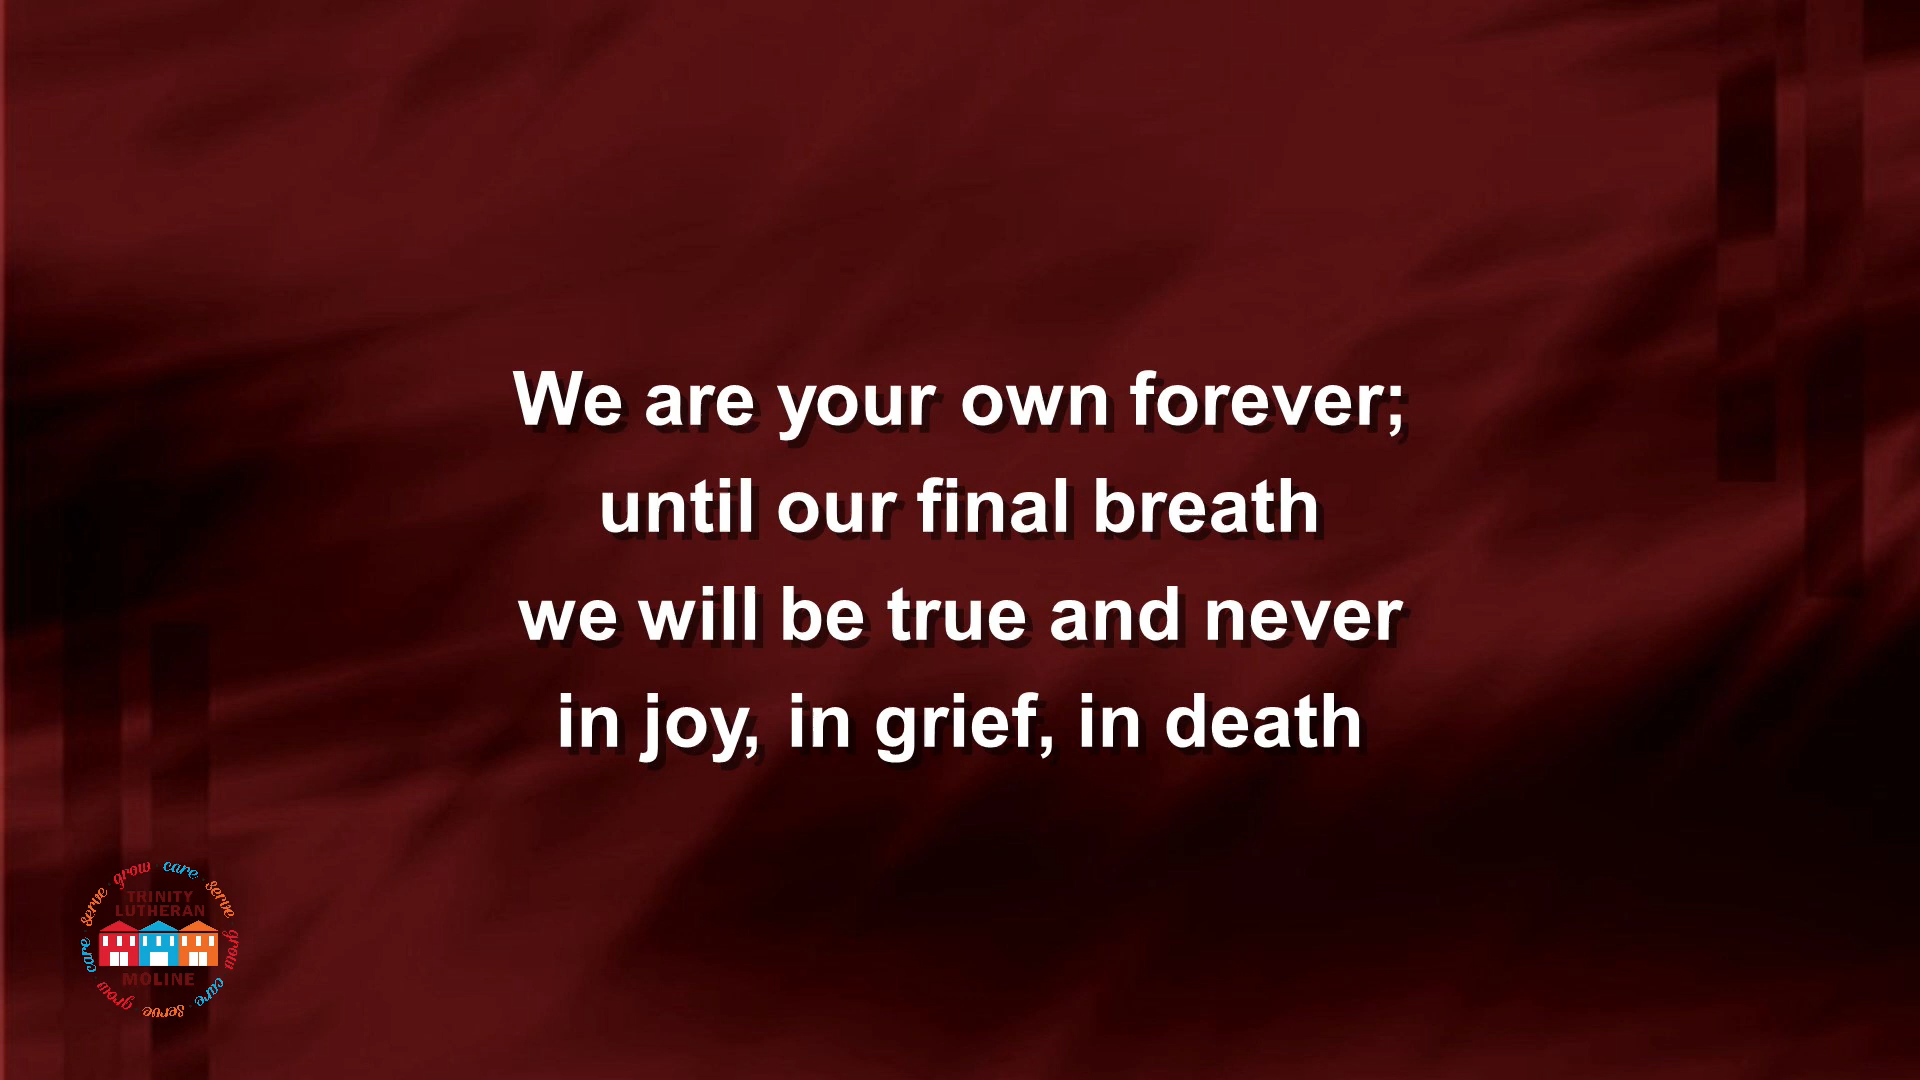 We are your own forever;
until our final breath
we will be true and never
in joy, in grief, in death
grow care serve grow care serve grow care serve
TRINITY
LUTHERAN
MOLINE